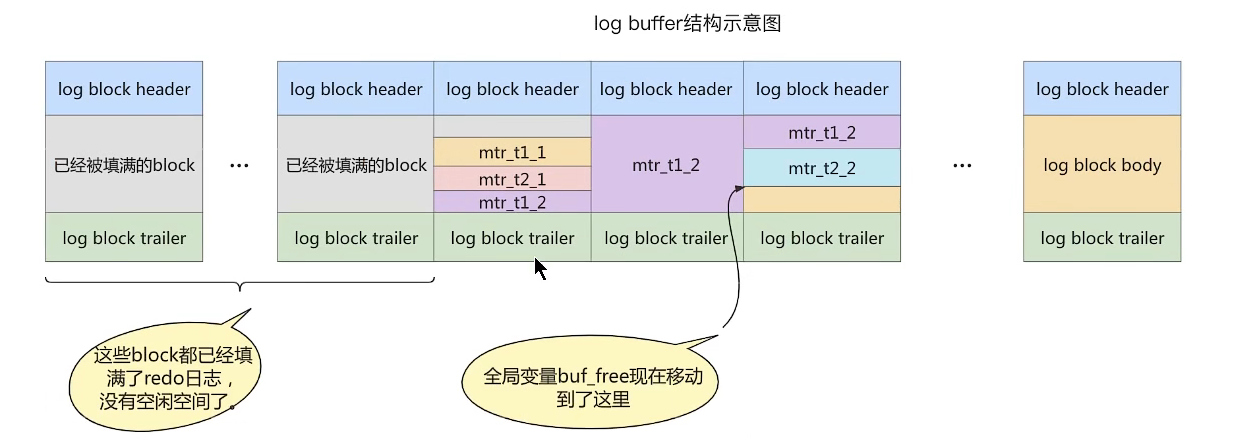 log buffer结构示意图
log block header
log block header
log block header
log block header
log block header
log block header
已经被填满的block
...
已经被填满的block
mtr_t1_1
mtr_t2_1
mtr_t1_2
mtr_t1_2
mtr_t1_2
mtr_t2_2
...
log block body
log block trailer
log block trailer
log block trailer
log block trailer
log block trailer
log block trailer
这些block都已经填
满了redo日志，
没有空闲空间了。
全局变量buf_free现在移动
到了这里